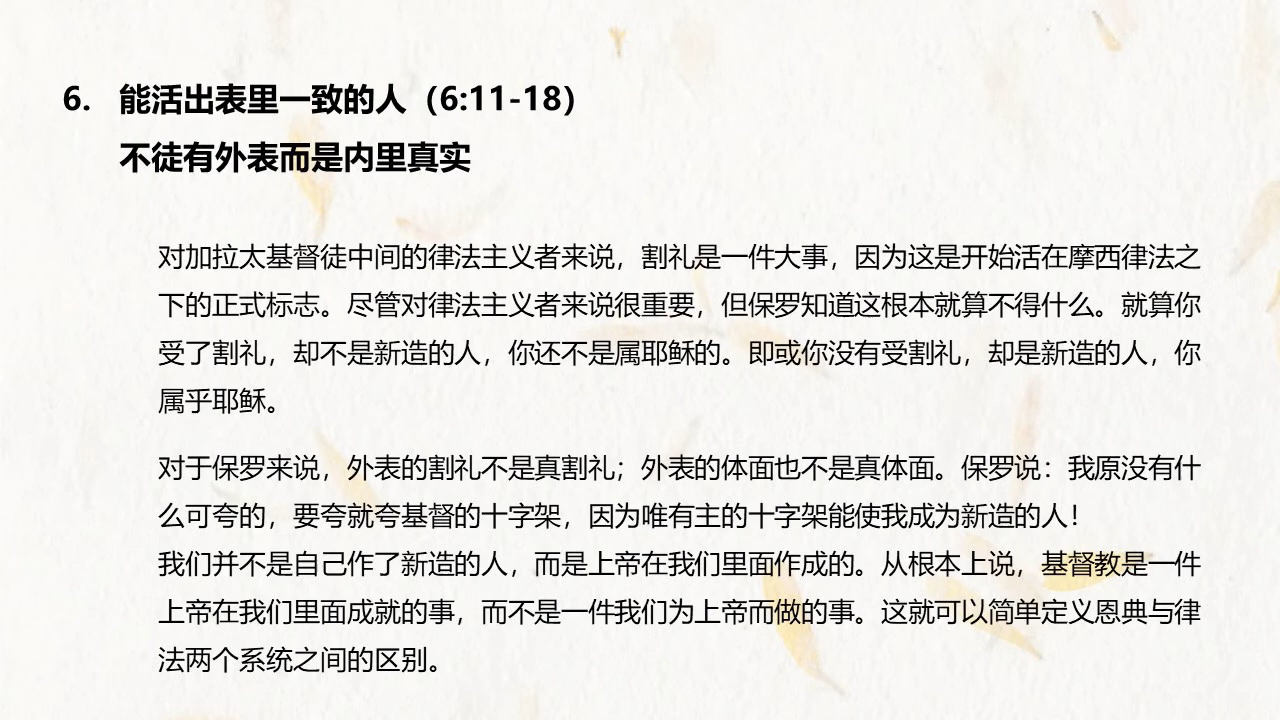 6. 能活出表里一致的人（6:11-18）
不徒有外表而是内里真实
对加拉太基督徒中间的律法主义者来说，割礼是一件大事，因为这是开始活在摩西律法之
下的正式标志。尽管对律法主义者来说很重要，但保罗知道这根本就算不得什么。就算你
受了割礼，却不是新造的人，你还不是属耶稣的。即或你没有受割礼，却是新造的人，你
属乎耶稣。
对于保罗来说，外表的割礼不是真割礼；外表的体面也不是真体面。保罗说：我原没有什
么可夸的，要夸就夸基督的十字架，因为唯有主的十字架能使我成为新造的人！
我们并不是自己作了新造的人，而是上帝在我们里面作成的。从根本上说，基督教是一件
上帝在我们里面成就的事，而不是一件我们为上帝而做的事。这就可以简单定义恩典与律
法两个系统之间的区别。